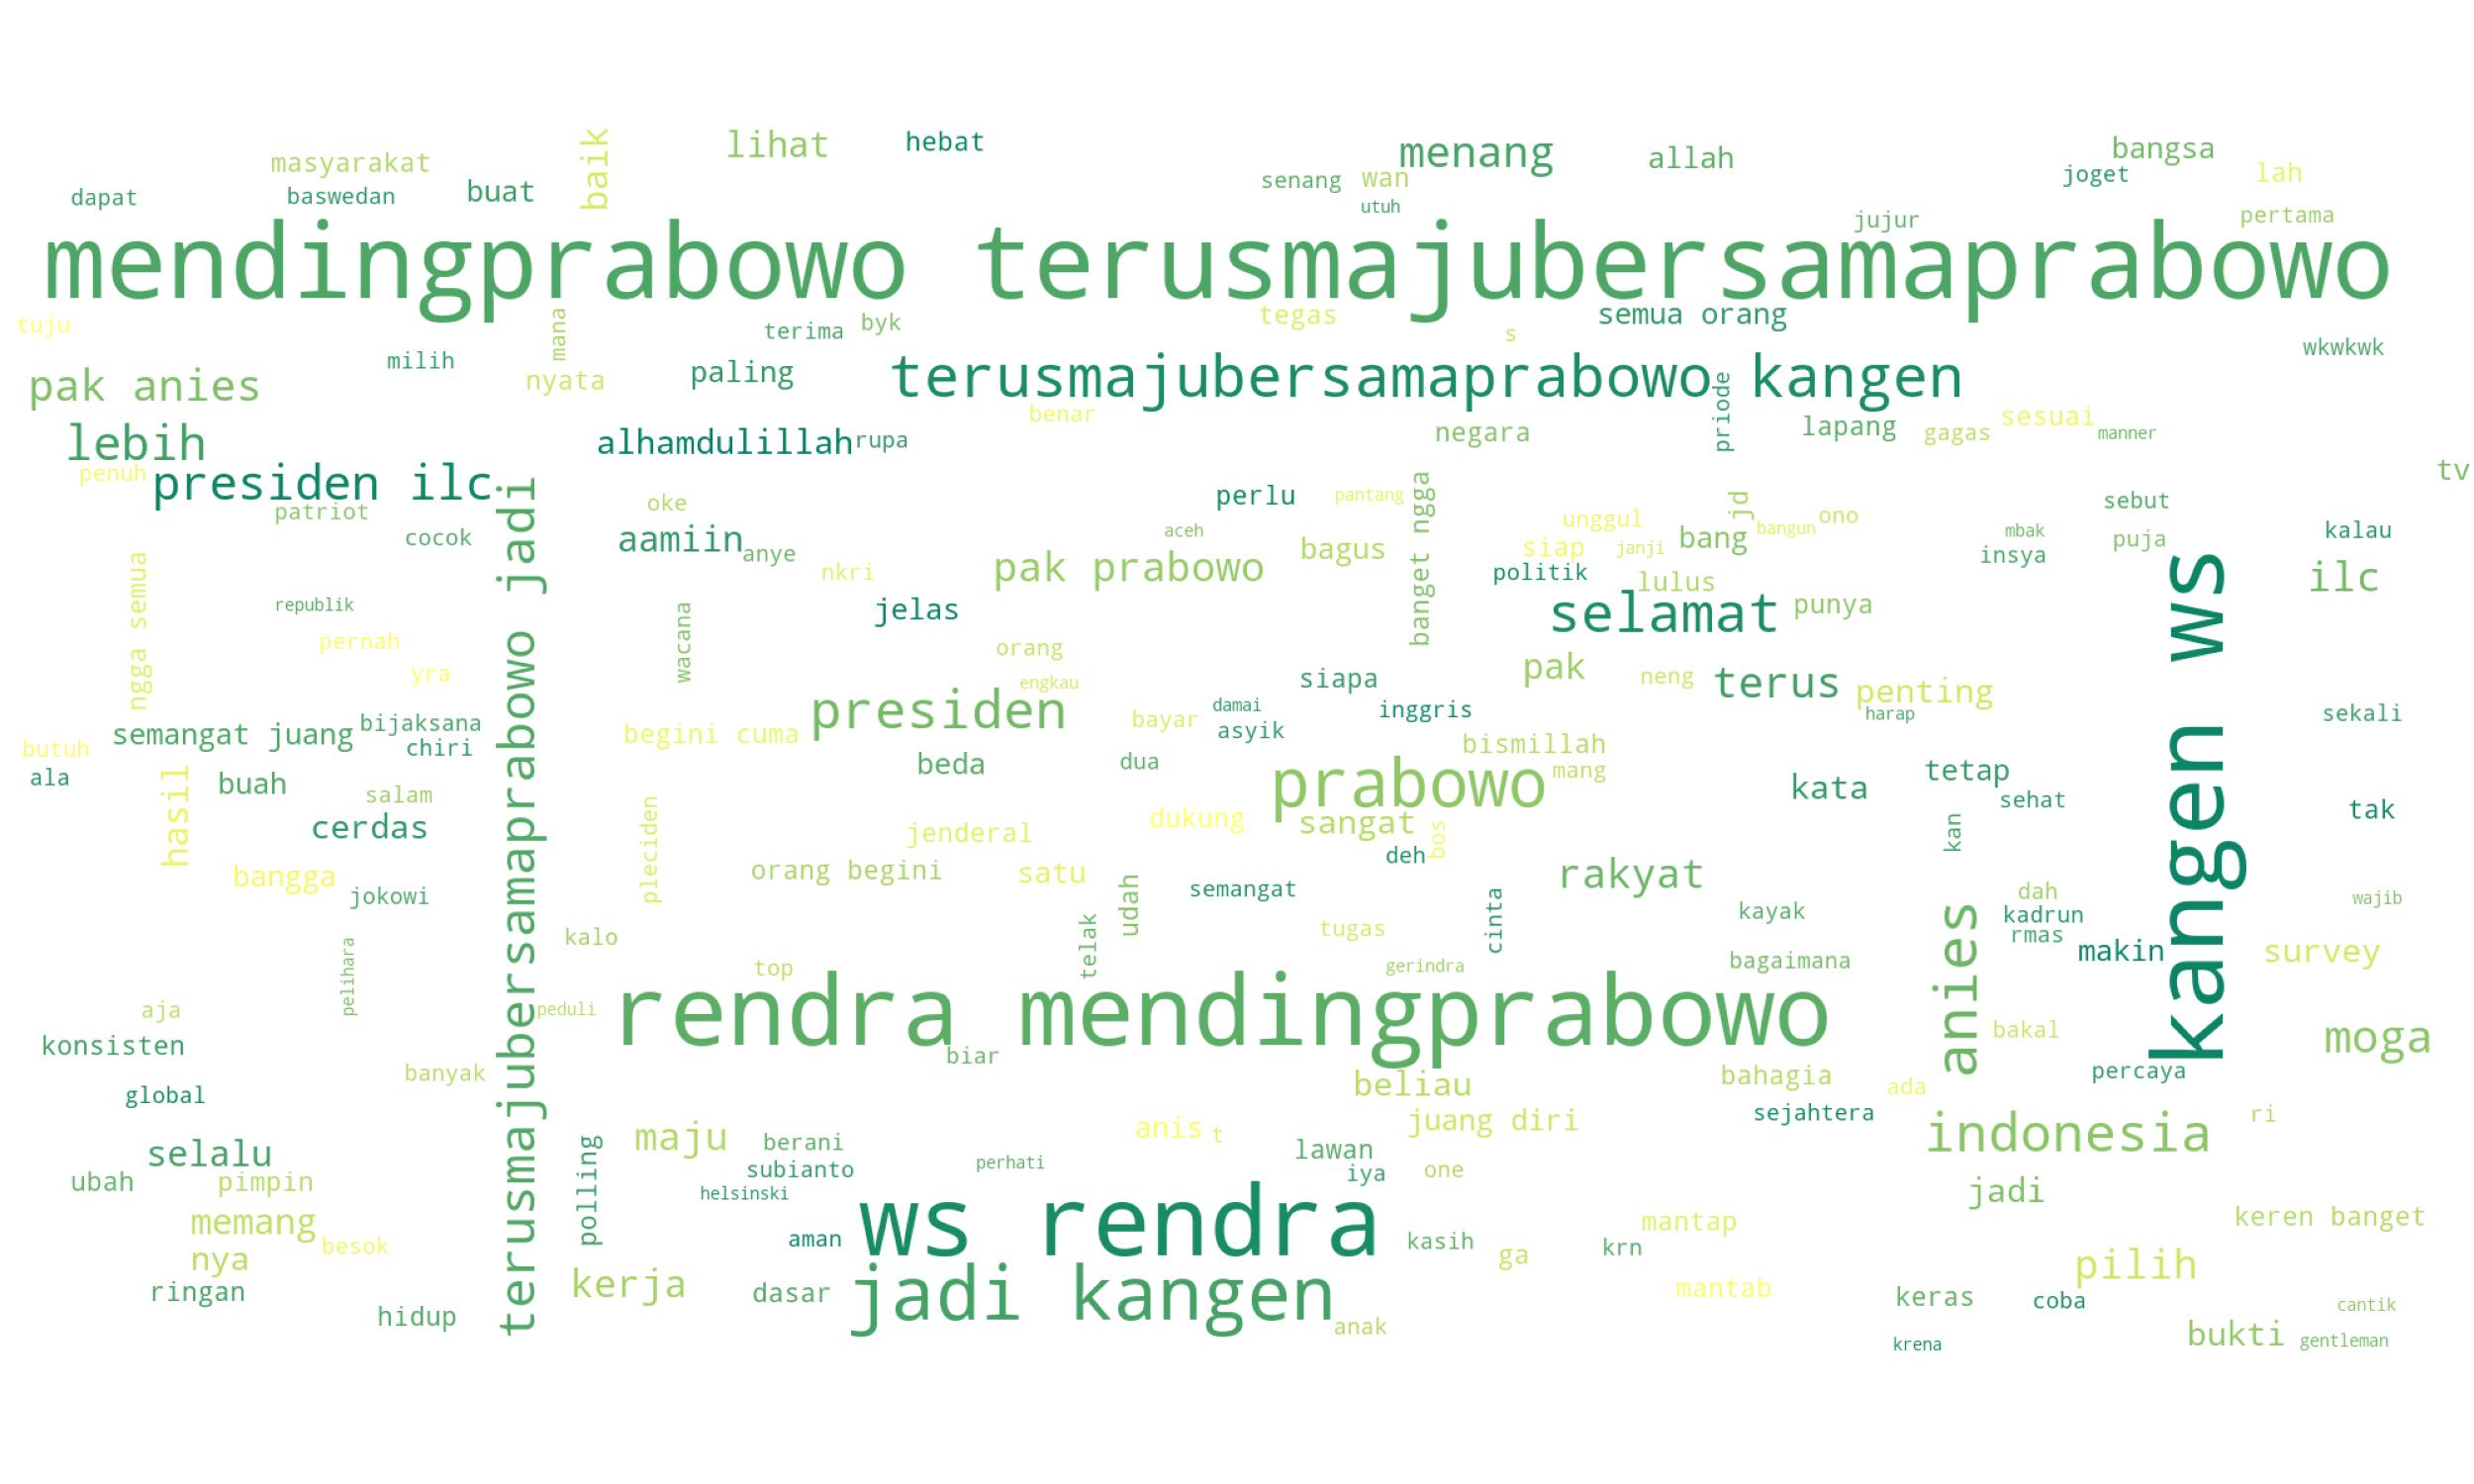 lihat
hebat
baik
menang
allah
bangsa
masyarakat
joget
lah
dapat
baswedan
buat
senang
wan
utuh
jujur
pertama
mendingprabowo terusmajubersamaprabowo
tuju
mana
terima
byk
tegas
semua orang
s
wkwkwk
milih
nyata
paling
pak anies
terusmajubersamaprabowo kangen
priode
benar
lebih
alhamdulillah
rupa
negara
lapang
gagas
sesuai
manner
penuh
presiden ilc
tv
patriot
oke
perlu
pantang
banget ngga
jd
sebut
cocok
aamiin
anye
aceh
bagus
unggul
siap
janji
bang
bangun
ono
mbak
insya
puja
kalau
terusmajubersamaprabowo jadi
ngga semua
nkri
pak prabowo
politik
lulus
ilc
republik
jelas
selamat
punya
kangen ws
pernah
wacana
orang
yra
engkau
siapa
pak
neng
terus
penting
presiden
damai
inggris
harap
sekali
semangat juang
bijaksana
chiri
begini cuma
bayar
asyik
bismillah
butuh
ala
buah
beda
dua
prabowo
mang
kata
tetap
hasil
salam
sehat
tak
cerdas
pleciden
jenderal
dukung
sangat
bos
deh
kan
bangga
jokowi
orang begini
satu
udah
semangat
rakyat
dah
wajib
kalo
telak
tugas
cinta
kayak
kadrun
rmas
anies
makin
survey
pelihara
top
gerindra
bagaimana
aja
peduli
rendra mendingprabowo
bakal
moga
konsisten
biar
banyak
beliau
bahagia
ada
percaya
global
juang diri
sejahtera
ri
selalu
polling
maju
berani
anis
t
lawan
indonesia
ubah
pimpin
subianto
perhati
iya
one
jadi
helsinki
memang
besok
aman
ws rendra
kasih
ga
krn
mantap
keren banget
nya
ringan
kerja
dasar
jadi kangen
mantab
pilih
keras
coba
cantik
hidup
anak
krena
bukti
gentleman